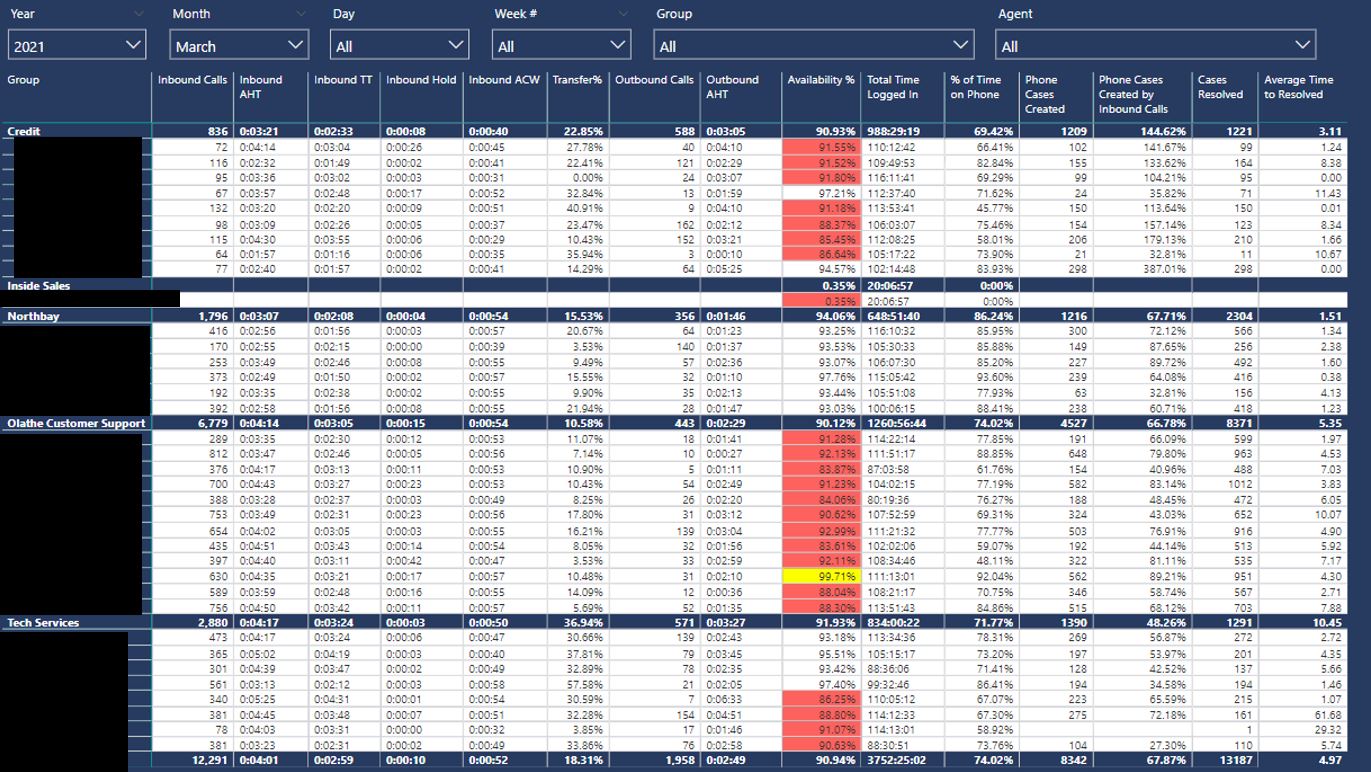 Year Month Day Week # Group Agent
2021 March All All All All
Group Inbound Calls Inbound AHT Inbound TT Inbound Hold Inbound ACW Transfer% Outbound Calls Outbound AHT Availability % Total Time Logged In % of Time on Phone Phone Cases Created Phone Cases Created by Inbound Calls Cases Resolved Average Time to Resolved
Credit 836 0:03:21 0:02:33 0:00:08 0:00:40 22.85% 588 0:03:05 90.93% 988:29:19 69.42% 1209 144.62% 1221 3.11
72 0:04:14 0:03:04 0:00:26 0:00:45 27.78% 40 0:04:10 91.55% 110:12:42 66.41% 102 141.67% 99 1.24
116 0:02:32 0:01:49 0:00:02 0:00:41 22.41% 121 0:02:29 91.52% 109:49:53 82.84% 155 133.62% 164 8.38
95 0:03:36 0:03:02 0:00:03 0:00:31 0.00% 24 0:03:07 91.80% 116:11:41 69.29% 99 104.21% 95 0.00
67 0:03:57 0:02:48 0:00:17 0:00:52 32.84% 13 0:01:59 97.21% 112:37:40 71.62% 24 35.82% 71 11.43
132 0:03:20 0:02:20 0:00:09 0:00:51 40.91% 9 0:04:10 91.18% 113:53:41 45.77% 150 113.64% 150 0.01
98 0:03:09 0:02:26 0:00:05 0:00:37 23.47% 162 0:02:12 88.37% 106:03:07 75.46% 154 157.14% 123 8.34
115 0:04:30 0:03:55 0:00:06 0:00:29 10.43% 152 0:03:21 85.45% 112:08:25 58.01% 206 179.13% 210 1.66
64 0:01:57 0:01:16 0:00:06 0:00:35 35.94% 3 0:00:10 86.64% 105:17:22 73.90% 21 32.81% 11 10.67
77 0:02:40 0:01:57 0:00:02 0:00:41 14.29% 64 0:05:25 94.57% 102:14:48 83.93% 298 387.01% 298 0.00
Inside Sales 0.35% 20:06:57 0:00%
0.35% 20:06:57 0:00%
Northbay 1,796 0:03:07 0:02:08 0:00:04 0:00:54 15.53% 356 0:01:46 94.06% 648:51:40 86.24% 1216 67.71% 2304 1.51
416 0:02:56 0:01:56 0:00:03 0:00:57 20.67% 64 0:01:23 93.25% 116:10:32 85.95% 300 72.12% 566 1.34
170 0:02:55 0:02:15 0:00:00 0:00:39 3.53% 140 0:01:37 93.53% 105:30:33 85.88% 149 87.65% 256 2.38
253 0:03:49 0:02:46 0:00:08 0:00:55 9.49% 57 0:02:36 93.07% 106:07:30 85.20% 227 89.72% 492 1.60
373 0:02:49 0:01:50 0:00:02 0:00:57 15.55% 32 0:01:10 97.76% 115:05:42 93.60% 239 64.08% 416 0.38
192 0:03:35 0:02:38 0:00:02 0:00:55 9.90% 35 0:02:13 93.44% 105:51:08 77.93% 63 32.81% 156 4.13
392 0:02:58 0:01:56 0:00:08 0:00:55 21.94% 28 0:01:47 93.03% 100:06:15 88.41% 238 60.71% 418 1.23
Olathe Customer Support 6,779 0:04:14 0:03:05 0:00:15 0:00:54 10.58% 443 0:02:29 90.12% 1260:56:44 74.02% 4527 66.78% 8371 5.35
289 0:03:35 0:02:30 0:00:12 0:00:53 11.07% 18 0:01:41 91.28% 114:22:14 77.85% 191 66.09% 599 1.97
812 0:03:47 0:02:46 0:00:05 0:00:56 7.14% 10 0:00:27 92.13% 111:51:17 88.85% 648 79.80% 963 4.53
376 0:04:17 0:03:13 0:00:11 0:00:53 10.90% 5 0:01:11 83.87% 87:03:58 61.76% 154 40.96% 488 7.03
700 0:04:43 0:03:27 0:00:23 0:00:53 10.43% 54 0:02:49 91.23% 104:02:15 77.19% 582 83.14% 1012 3.83
388 0:03:28 0:02:37 0:00:03 0:00:49 8.25% 26 0:02:20 84.06% 80:19:36 76.27% 188 48.45% 472 6.05
753 0:03:49 0:02:31 0:00:23 0:00:56 17.80% 31 0:03:12 90.62% 107:52:59 69.31% 324 43.03% 652 10.07
654 0:04:02 0:03:05 0:00:03 0:00:55 16.21% 139 0:03:04 92.99% 111:21:32 77.77% 503 76.91% 916 4.90
435 0:04:51 0:03:43 0:00:14 0:00:54 8.05% 32 0:01:56 83.61% 102:02:06 59.07% 192 44.14% 513 5.92
397 0:04:40 0:03:11 0:00:42 0:00:47 3.53% 33 0:02:59 92.11% 108:34:46 48.11% 322 81.11% 535 7.17
630 0:04:35 0:03:21 0:00:17 0:00:57 10.48% 31 0:02:10 99.71% 111:13:01 92.04% 562 89.21% 951 4.30
589 0:03:59 0:02:48 0:00:16 0:00:55 14.09% 12 0:00:36 88.04% 108:21:17 70.75% 346 58.74% 567 2.71
756 0:04:50 0:03:42 0:00:11 0:00:57 5.69% 52 0:01:35 88.30% 113:51:43 84.86% 515 68.12% 703 7.88
Tech Services 2,880 0:04:17 0:03:24 0:00:03 0:00:50 36.94% 571 0:03:27 91.93% 834:00:22 71.77% 1390 48.26% 1291 10.45
473 0:04:17 0:03:24 0:00:06 0:00:47 30.66% 139 0:02:43 93.18% 113:34:36 78.31% 269 56.87% 272 2.72
365 0:05:02 0:04:19 0:00:03 0:00:40 37.81% 79 0:03:45 95.51% 105:15:17 73.20% 197 53.97% 201 4.35
301 0:04:39 0:03:47 0:00:02 0:00:49 32.89% 78 0:02:35 93.42% 88:36:06 71.41% 128 42.52% 137 5.66
561 0:03:13 0:02:12 0:00:03 0:00:58 57.58% 21 0:02:05 97.40% 99:32:46 86.41% 194 34.58% 194 1.46
340 0:05:25 0:04:31 0:00:01 0:00:54 30.59% 7 0:06:33 86.25% 110:05:12 67.07% 223 65.59% 215 1.07
381 0:04:45 0:03:48 0:00:07 0:00:51 32.28% 154 0:04:51 88.80% 114:12:33 67.30% 275 72.18% 161 61.68
78 0:04:03 0:03:31 0:00:00 0:00:32 3.85% 17 0:01:46 91.07% 114:13:01 58.92% 1 29.32
381 0:03:23 0:02:31 0:00:02 0:00:49 33.86% 76 0:02:58 90.63% 88:30:51 73.76% 104 27.30% 110 5.74
12,291 0:04:01 0:02:59 0:00:10 0:00:52 18.31% 1,958 0:02:49 90.94% 3752:25:02 74.02% 8342 67.87% 13187 4.97